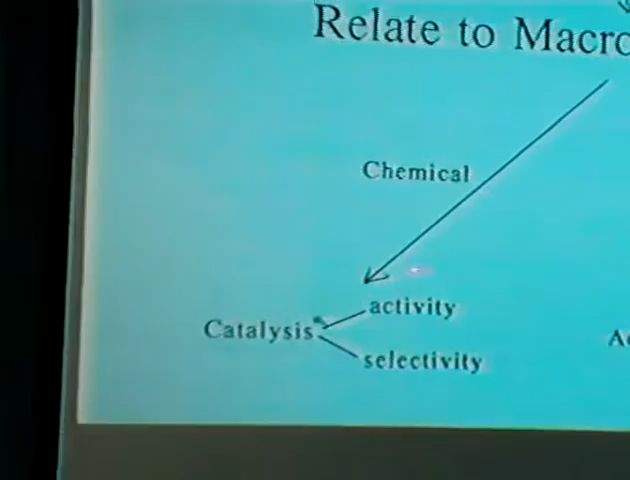 Relate to Macro
Chemical
activity
Catalysis
selectivity